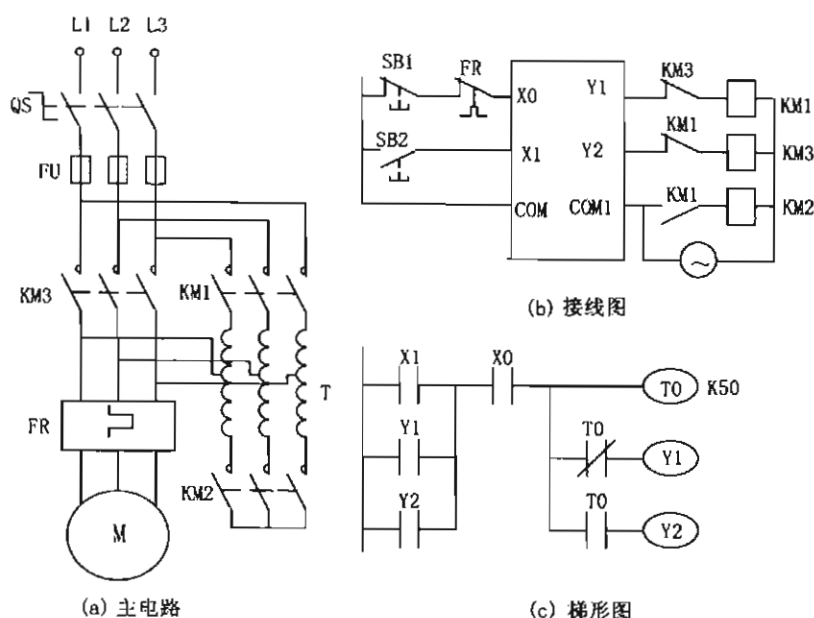 L1 L2 L3
QS
FU
KM3
KM1
T
FR
KM2
M
(a) 主电路
SB1 FR
X0
Y1
KM3
KM1
SB2
X1
Y2
KM1
KM3
COM
COM1
KM1
KM2
(b) 接线图
X1 X0
T0 K50
Y1
T0
Y1
Y2
T0
Y2
(c) 梯形图